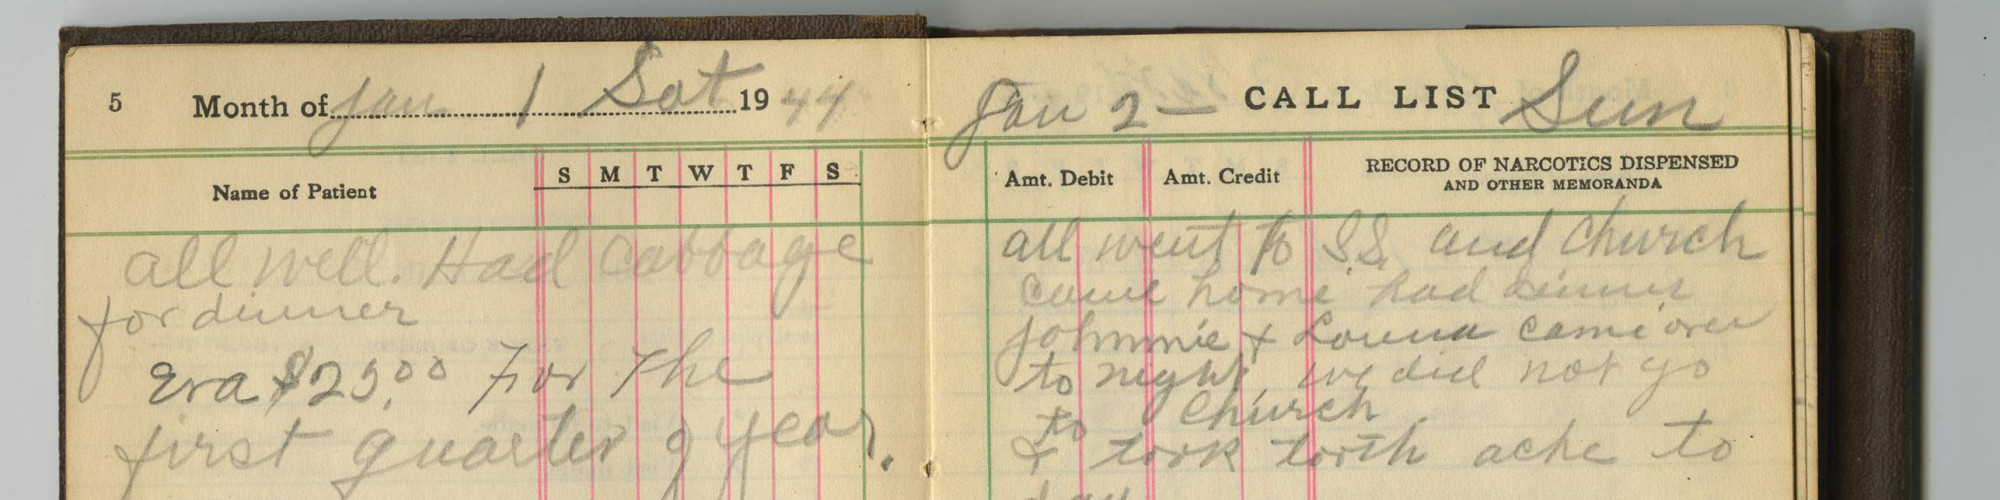 5 Month of Jan 1 Sat 1944
Name of Patient S M T W T F S
all well. Had Cabbage
for dinner
Era $25.00 For The
first quarter of year.
Jan 2 — CALL LIST Sun
Amt. Debit Amt. Credit RECORD OF NARCOTICS DISPENSED
AND OTHER MEMORANDA
all went to S.S. and church
Came home had dinner
Johnnie & came over
to night, we did not go
to Church
& took tooth ache to
day